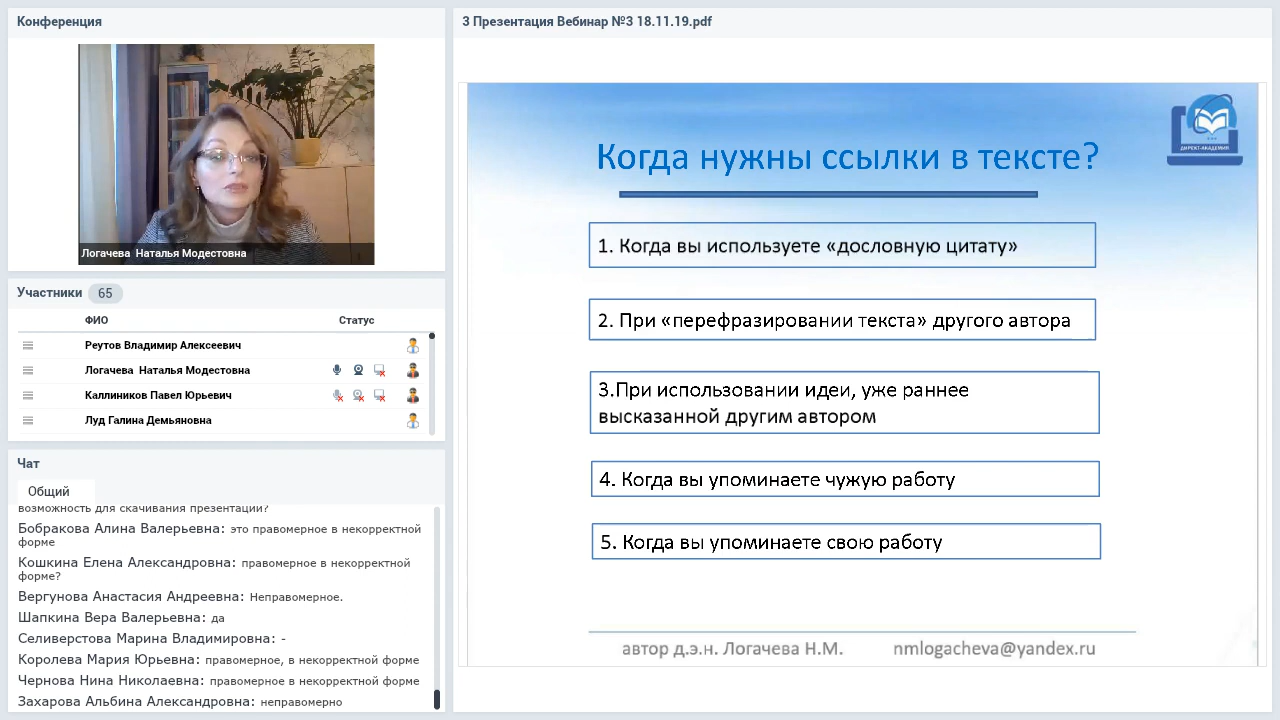 Конференция
Логачева  Наталья Модестовна
Участники 65
ФИО Статус
Реутов Владимир Алексеевич
Логачева  Наталья Модестовна
Каллиников Павел Юрьевич
Луд Галина Демьяновна
Чат
Общий
возможность для скачивания презентации?
Бобракова Алина Валерьевна: это правомерное в некорректной
форме
Кошкина Елена Александровна: правомерное в некорректной
форме?
Вергунова Анастасия Андреевна: Неправомерное.
Шапкина Вера Валерьевна: да
Селиверстова Марина Владимировна: -
Королева Мария Юрьевна: правомерное, в некорректной форме
Чернова Нина Николаевна: правомерное в некорректной форме
Захарова Альбина Александровна: неправомерно
3 Презентация Вебинар №3 18.11.19.pdf
ДИРЕКТ-АКАДЕМИЯ
Когда нужны ссылки в тексте?
1. Когда вы используете «дословную цитату»
2. При «перефразировании текста» другого автора
3.При использовании идеи, уже раннее
высказанной другим автором
4. Когда вы упоминаете чужую работу
5. Когда вы упоминаете свою работу
автор д.э.н. Логачева Н.М. nmlogacheva@yandex.ru